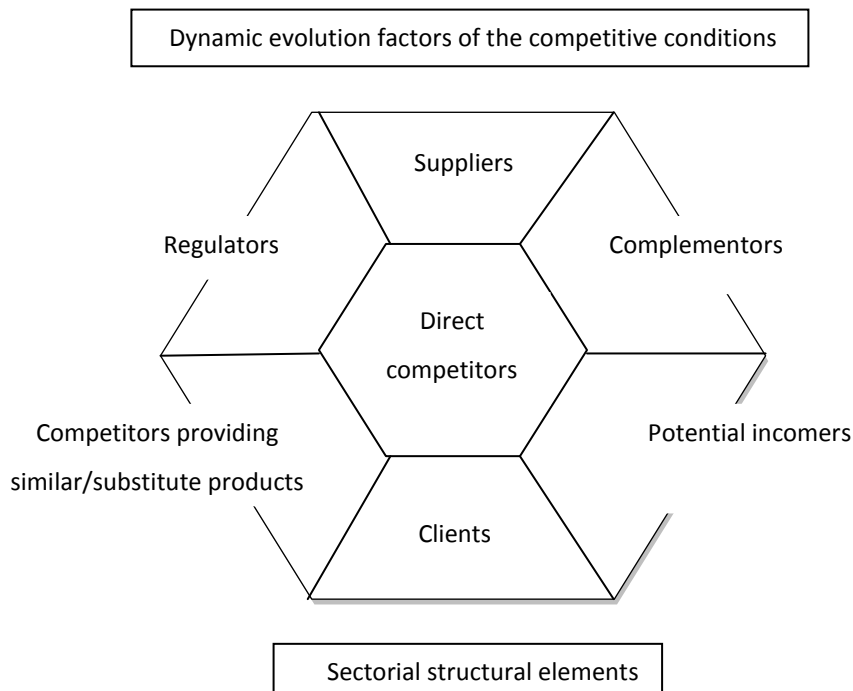 Dynamic evolution factors of the competitive conditions
Suppliers
Regulators
Complementors
Direct
competitors
Competitors providing
similar/substitute products
Potential incomers
Clients
Sectorial structural elements